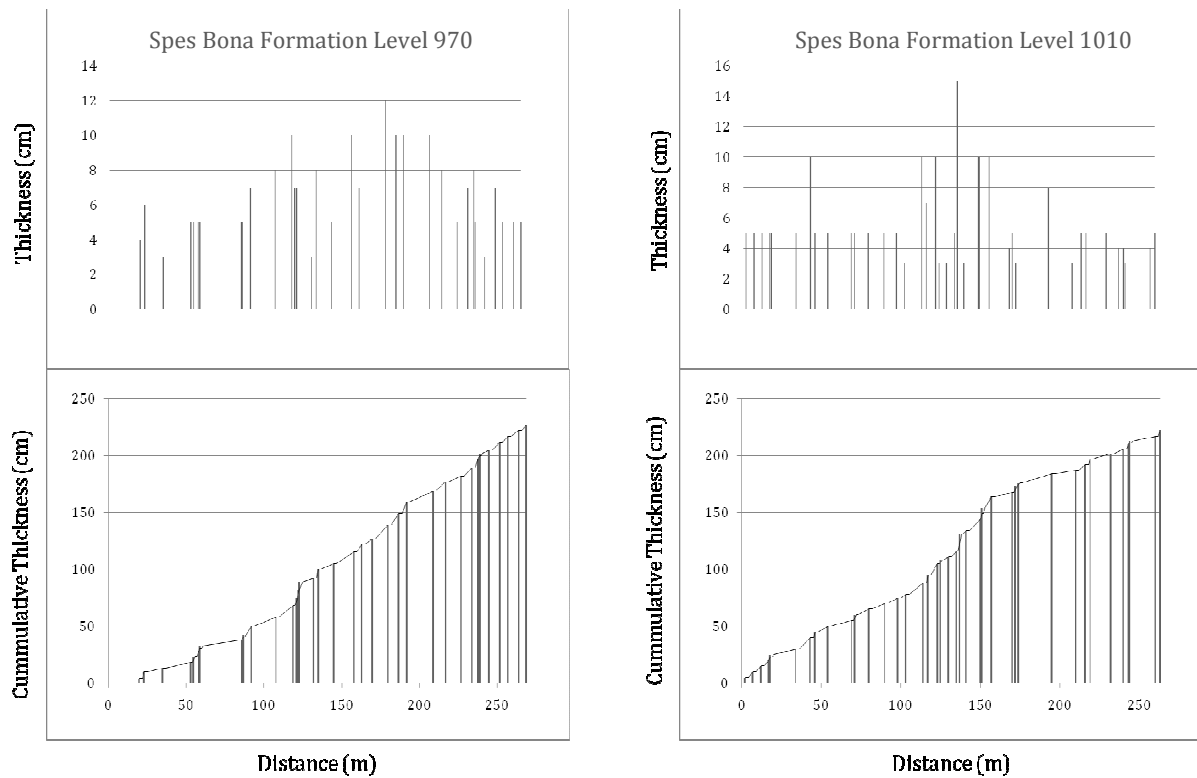 Spes Bona Formation Level 970
Thickness (cm)
14
12
10
8
6
4
2
0
Cummulative Thickness (cm)
250
200
150
100
50
0
0 50 100 150 200 250
Distance (m)
Spes Bona Formation Level 1010
Thickness (cm)
16
14
12
10
8
6
4
2
0
Cummulative Thickness (cm)
250
200
150
100
50
0
0 50 100 150 200 250
Distance (m)